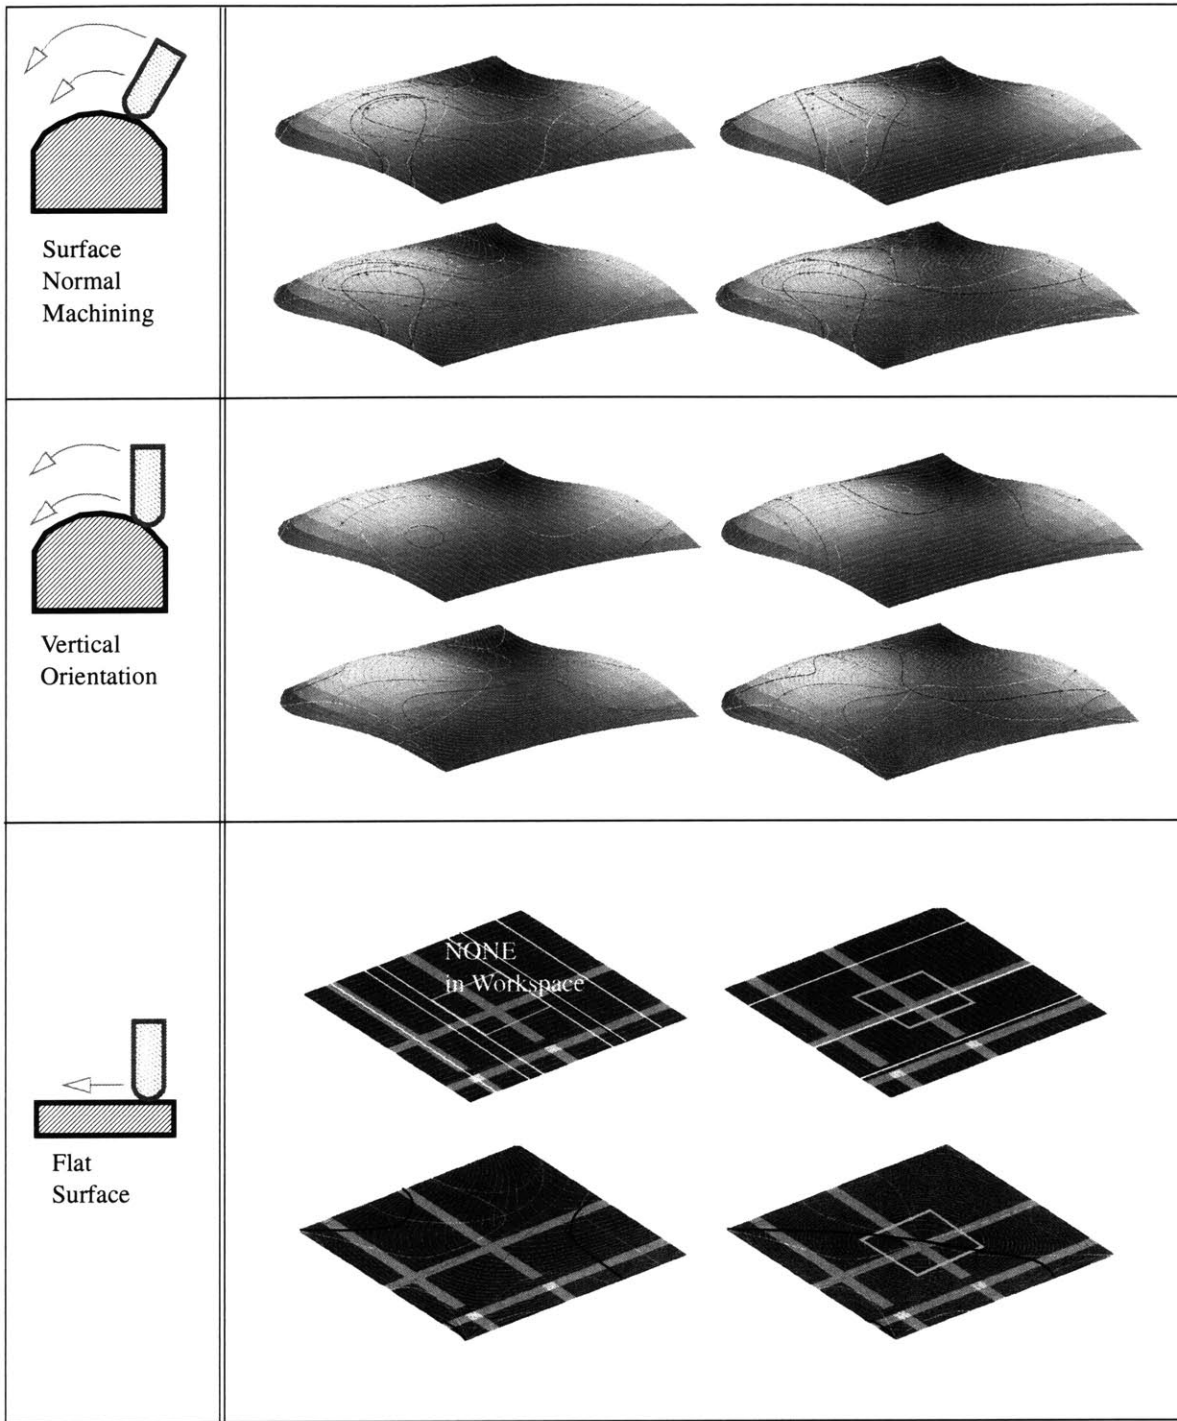 Surface
Normal
Machining
Vertical
Orientation
NONE
in Workspace
Flat
Surface